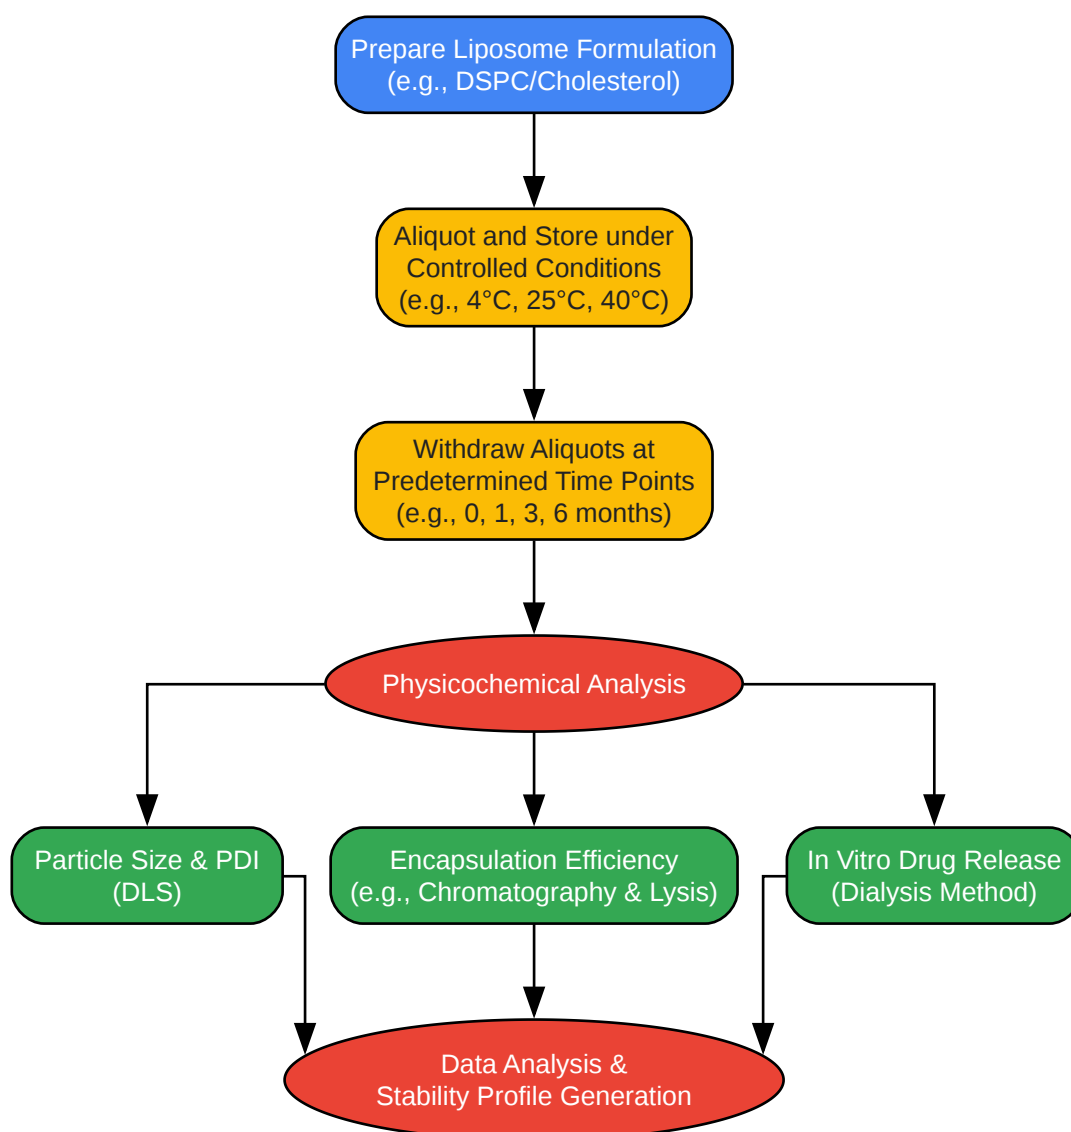 Prepare Liposome Formulation
(e.g., DSPC/Cholesterol)
Aliquot and Store under
Controlled Conditions
(e.g., 4°C, 25°C, 40°C)
Withdraw Aliquots at
Predetermined Time Points
(e.g., 0, 1, 3, 6 months)
Physicochemical Analysis
Particle Size & PDI
(DLS)
Encapsulation Efficiency
(e.g., Chromatography & Lysis)
In Vitro Drug Release
(Dialysis Method)
Data Analysis &
Stability Profile Generation